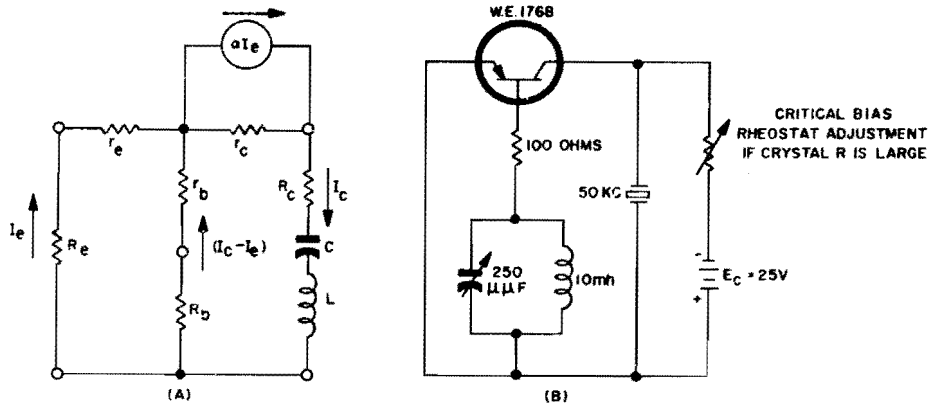 W.E. 1768
αIe
re
rc
CRITICAL BIAS
RHEOSTAT ADJUSTMENT
IF CRYSTAL R IS LARGE
100 OHMS
rb
Rc
Ic
50 KC
Ie
Re
(Ic-Ie)
C
250
μμF
10mh
-
EC = 25V
+
Rb
L
(A)
(B)